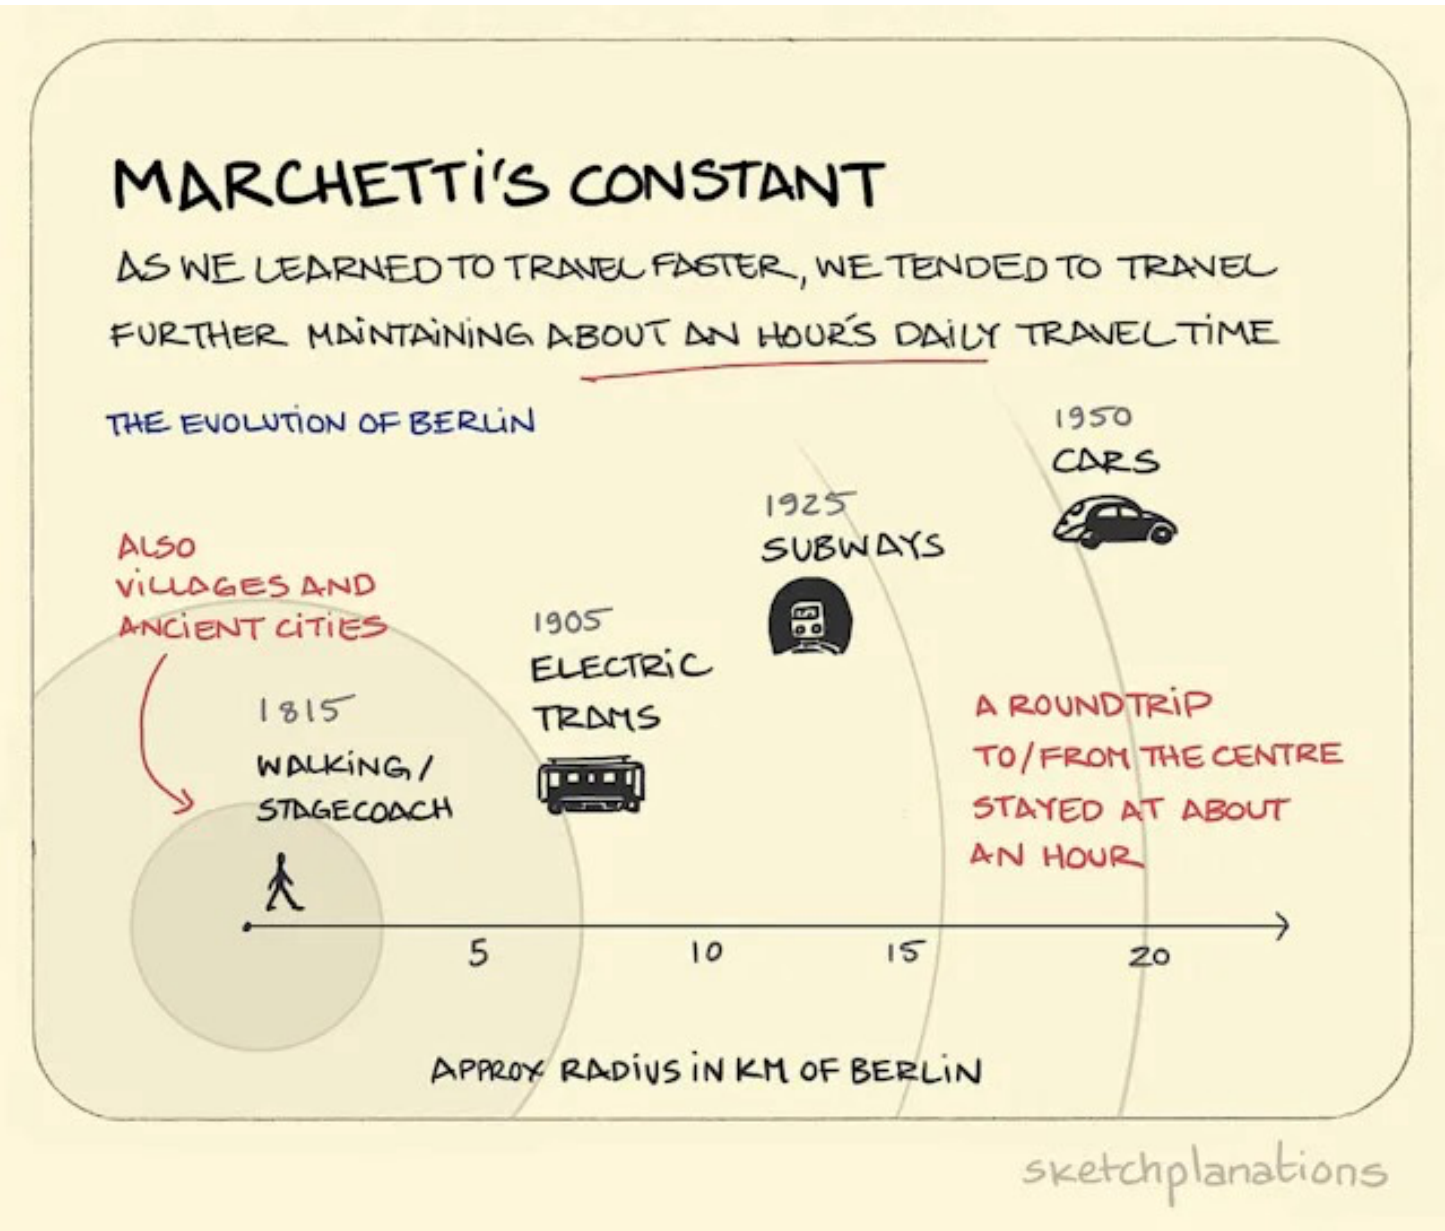 MARCHETTI'S CONSTANT
AS WE LEARNED TO TRAVEL FASTER, WE TENDED TO TRAVEL
FURTHER MAINTAINING ABOUT AN HOUR'S DAILY TRAVEL TIME
THE EVOLUTION OF BERLIN
1950
CARS
1925
SUBWAYS
ALSO
VILLAGES AND
ANCIENT CITIES
1905
ELECTRIC
TRAMS
1815
WALKING/
STAGECOACH
A ROUNDTRIP
TO/FROM THE CENTRE
STAYED AT ABOUT
AN HOUR
5 10 15 20
APPROX RADIUS IN KM OF BERLIN
sketchplanations